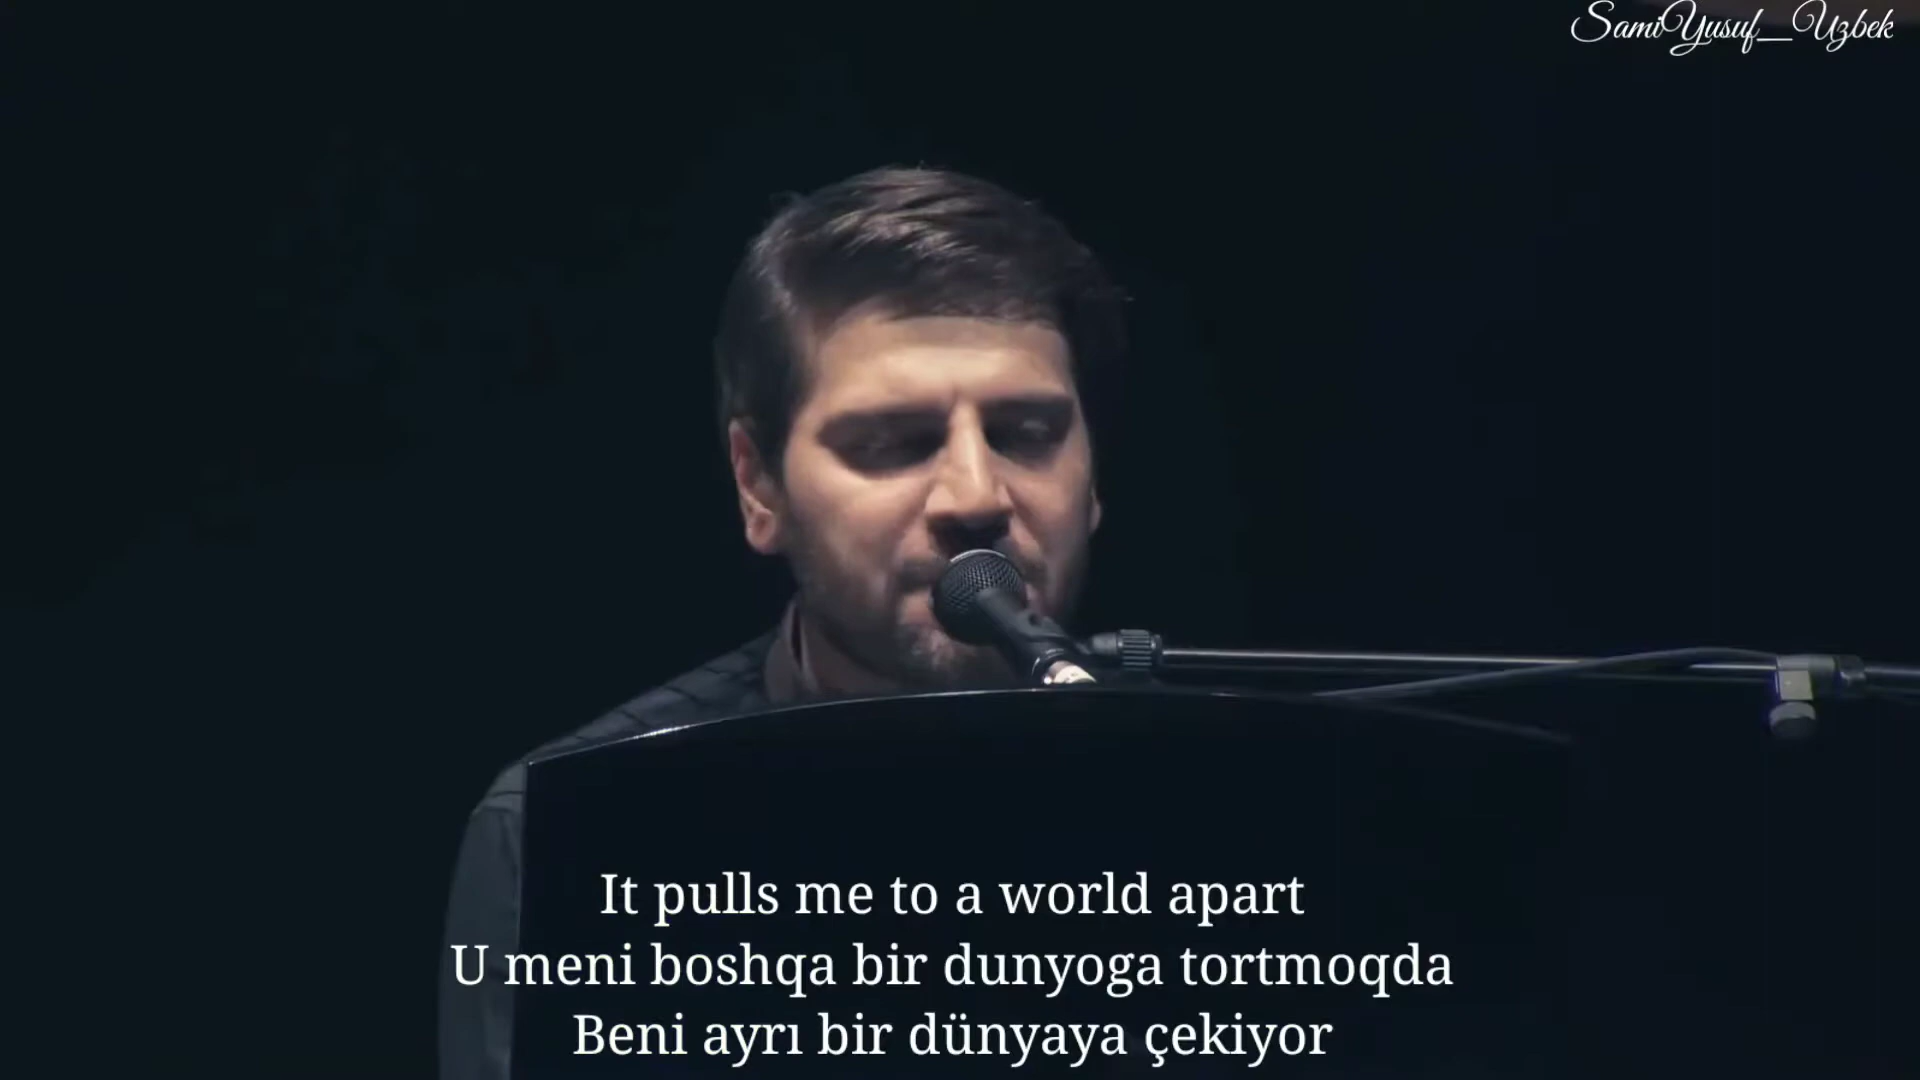 SamiYusuf_Uzbek
It pulls me to a world apart
U meni boshqa bir dunyoga tortmoqda
Beni ayrı bir dünyaya çekiyor